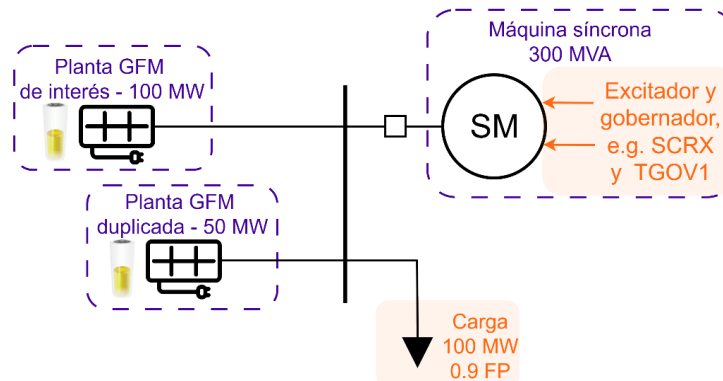 Máquina síncrona
300 MVA
Planta GFM
de interés - 100 MW
Excitador y
gobernador,
e.g. SCRX
y TGOV1
SM
Planta GFM
duplicada - 50 MW
Carga
100 MW
0.9 FP